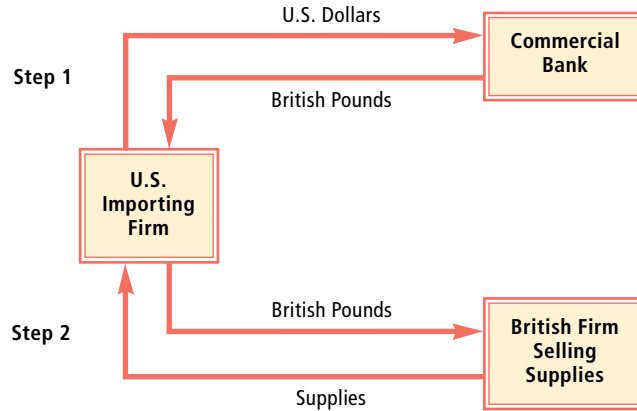 U.S. Dollars
Commercial
Bank
Step 1
British Pounds
U.S.
Importing
Firm
British Pounds
Step 2
British Firm
Selling
Supplies
Supplies